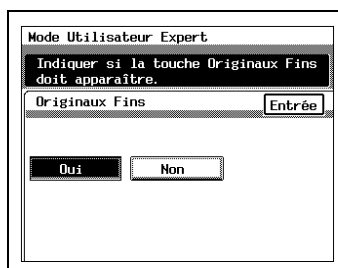 Mode Utilisateur Expert
Indiquer si la touche Originaux Fins
doit apparaître.
Originaux Fins
Entrée
Oui
Non